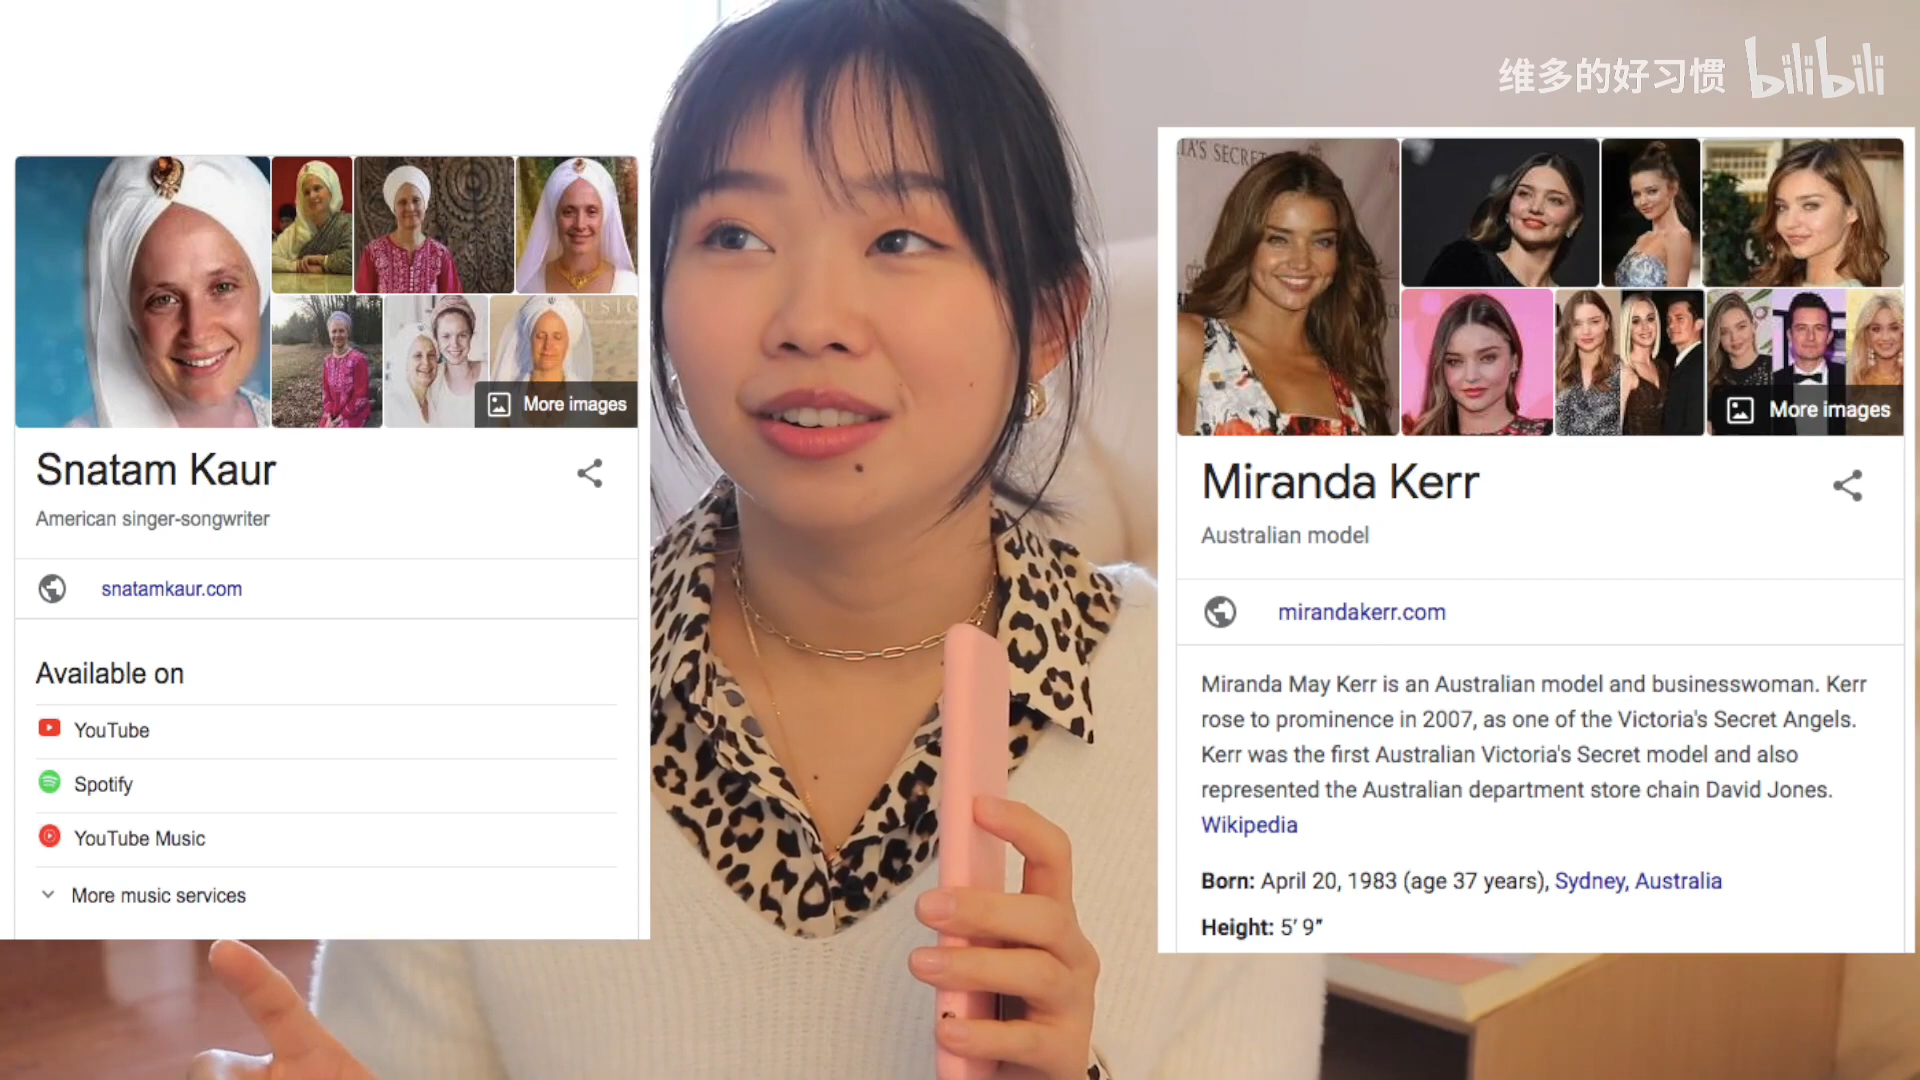 维多的好习惯 bilibili
IA'S SECRET
USIC
More images
Snatam Kaur
American singer-songwriter
snatamkaur.com
Available on
YouTube
Spotify
YouTube Music
More music services
More images
Miranda Kerr
Australian model
mirandakerr.com
Miranda May Kerr is an Australian model and businesswoman. Kerr
rose to prominence in 2007, as one of the Victoria's Secret Angels.
Kerr was the first Australian Victoria's Secret model and also
represented the Australian department store chain David Jones.
Wikipedia
Born: April 20, 1983 (age 37 years), Sydney, Australia
Height: 5′ 9″